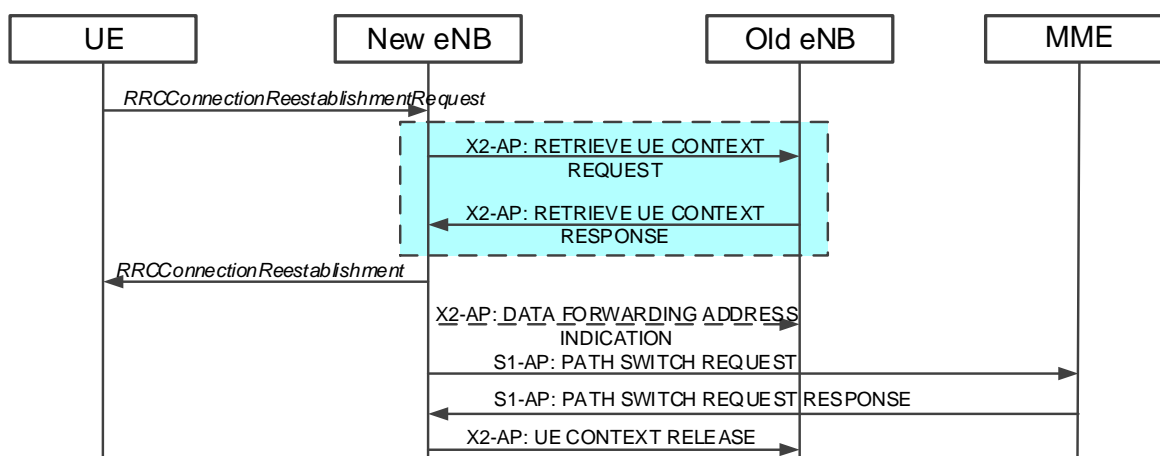 UE
New eNB
Old eNB
MME
RRCConnectionReestablishmentRequest
X2-AP: RETRIEVE UE CONTEXT
REQUEST
X2-AP: RETRIEVE UE CONTEXT
RESPONSE
RRCConnectionReestablishment
X2-AP: DATA FORWARDING ADDRESS
INDICATION
S1-AP: PATH SWITCH REQUEST
S1-AP: PATH SWITCH REQUEST RESPONSE
X2-AP: UE CONTEXT RELEASE